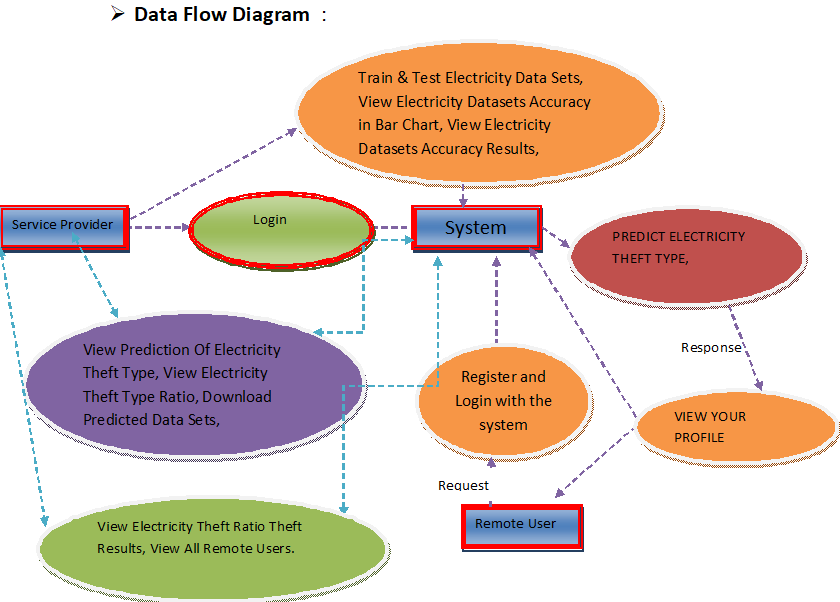 Data Flow Diagram :
Train & Test Electricity Data Sets,
View Electricity Datasets Accuracy
in Bar Chart, View Electricity
Datasets Accuracy Results,
Service Provider
Login
System
PREDICT ELECTRICITY
THEFT TYPE,
View Prediction Of Electricity
Theft Type, View Electricity
Theft Type Ratio, Download
Predicted Data Sets,
Response
Register and
Login with the
system
VIEW YOUR
PROFILE
Request
Remote User
View Electricity Theft Ratio Theft
Results, View All Remote Users.